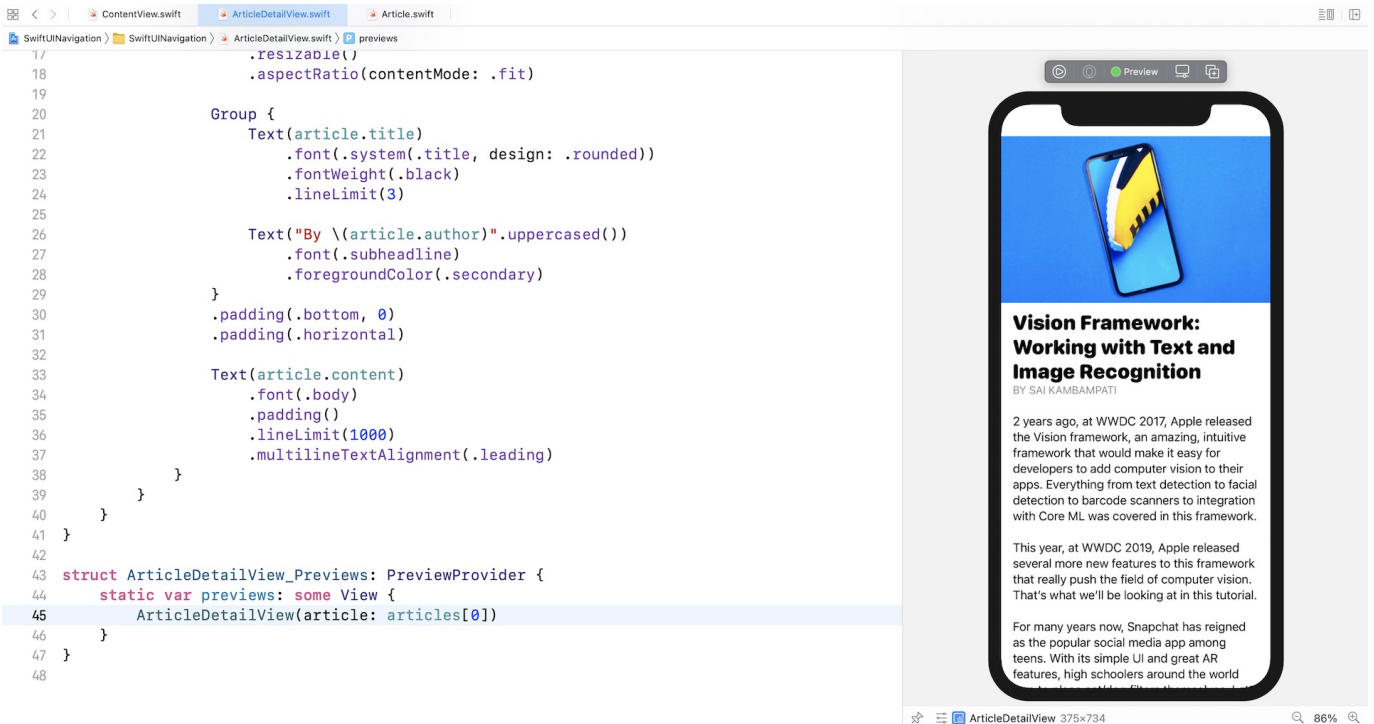 ContentView.swift
ArticleDetailView.swift
Article.swift
SwiftUINavigation
SwiftUINavigation
ArticleDetailView.swift
P previews
17 .resizable()
18 .aspectRatio(contentMode: .fit)
19
20 Group {
21 Text(article.title)
22 .font(.system(.title, design: .rounded))
23 .fontWeight(.black)
24 .lineLimit(3)
25
26 Text("By \(article.author)".uppercased())
27 .font(.subheadline)
28 .foregroundColor(.secondary)
29 }
30 .padding(.bottom, 0)
31 .padding(.horizontal)
32
33 Text(article.content)
34 .font(.body)
35 .padding()
36 .lineLimit(1000)
37 .multilineTextAlignment(.leading)
38 }
39 }
40 }
41 }
42
43 struct ArticleDetailView_Previews: PreviewProvider {
44 static var previews: some View {
45 ArticleDetailView(article: articles[0])
46 }
47 }
48
Preview
Vision Framework:
Working with Text and
Image Recognition
BY SAI KAMBAMPATI
2 years ago, at WWDC 2017, Apple released
the Vision framework, an amazing, intuitive
framework that would make it easy for
developers to add computer vision to their
apps. Everything from text detection to facial
detection to barcode scanners to integration
with Core ML was covered in this framework.
This year, at WWDC 2019, Apple released
several more new features to this framework
that really push the field of computer vision.
That's what we'll be looking at in this tutorial.
For many years now, Snapchat has reigned
as the popular social media app among
teens. With its simple UI and great AR
features, high schoolers around the world
ArticleDetailView 375×734
86%